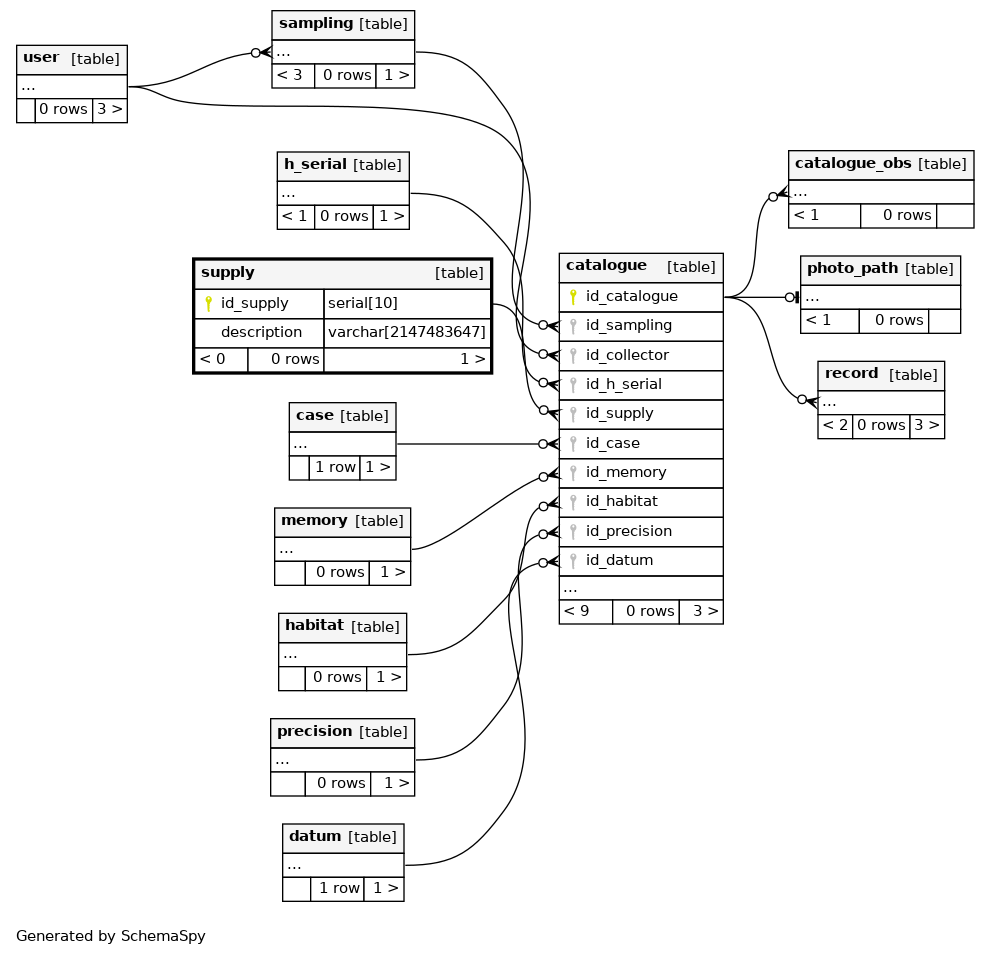 user [table]
...
0 rows 3 >
sampling [table]
...
< 3 0 rows 1 >
h_serial [table]
...
< 1 0 rows 1 >
supply [table]
id_supply serial[10]
description varchar[2147483647]
< 0 0 rows 1 >
case [table]
...
1 row 1 >
memory [table]
...
0 rows 1 >
habitat [table]
...
0 rows 1 >
precision [table]
...
0 rows 1 >
datum [table]
...
1 row 1 >
catalogue [table]
id_catalogue
id_sampling
id_collector
id_h_serial
id_supply
id_case
id_memory
id_habitat
id_precision
id_datum
...
< 9 0 rows 3 >
catalogue_obs [table]
...
< 1 0 rows
photo_path [table]
...
< 1 0 rows
record [table]
...
< 2 0 rows 3 >
Generated by SchemaSpy